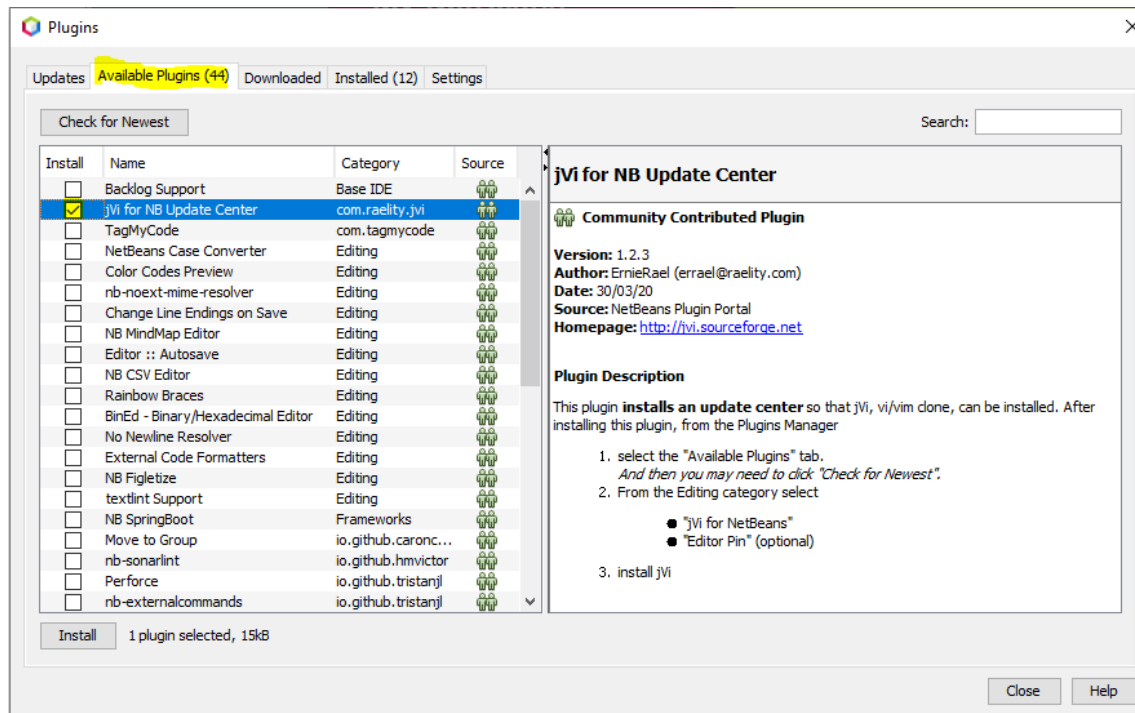 Plugins
Updates Available Plugins (44) Downloaded Installed (12) Settings
Check for Newest Search:
Install Name Category Source
Backlog Support Base IDE
jVi for NB Update Center com.raelity.jvi
TagMyCode com.tagmycode
NetBeans Case Converter Editing
Color Codes Preview Editing
nb-noext-mime-resolver Editing
Change Line Endings on Save Editing
NB MindMap Editor Editing
Editor :: Autosave Editing
NB CSV Editor Editing
Rainbow Braces Editing
BinEd - Binary/Hexadecimal Editor Editing
No Newline Resolver Editing
External Code Formatters Editing
NB Figletize Editing
textlint Support Editing
NB SpringBoot Frameworks
Move to Group io.github.caronc...
nb-sonarlint io.github.hmvictor
Perforce io.github.tristanjl
nb-externalcommands io.github.tristanjl
jVi for NB Update Center
Community Contributed Plugin
Version: 1.2.3
Author: ErnieRael (errael@raelity.com)
Date: 30/03/20
Source: NetBeans Plugin Portal
Homepage: http://jvi.sourceforge.net
Plugin Description
This plugin installs an update center so that jVi, vi/vim clone, can be installed. After
installing this plugin, from the Plugins Manager
1. select the "Available Plugins" tab.
And then you may need to click "Check for Newest".
2. From the Editing category select
● "jVi for NetBeans"
● "Editor Pin" (optional)
3. install jVi
Install 1 plugin selected, 15kB
Close Help